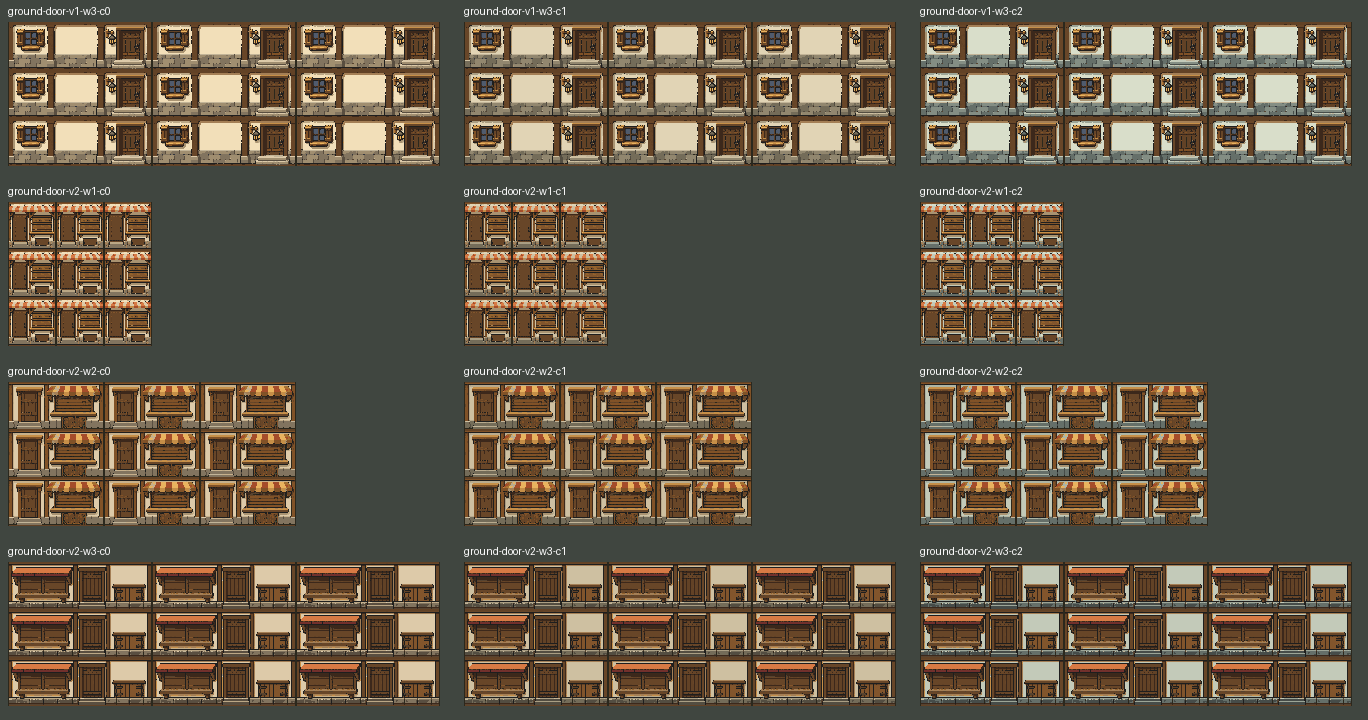 ground-door-v1-w3-c0
ground-door-v1-w3-c1
ground-door-v1-w3-c2
ground-door-v2-w1-c0
ground-door-v2-w1-c1
ground-door-v2-w1-c2
ground-door-v2-w2-c0
ground-door-v2-w2-c1
ground-door-v2-w2-c2
ground-door-v2-w3-c0
ground-door-v2-w3-c1
ground-door-v2-w3-c2